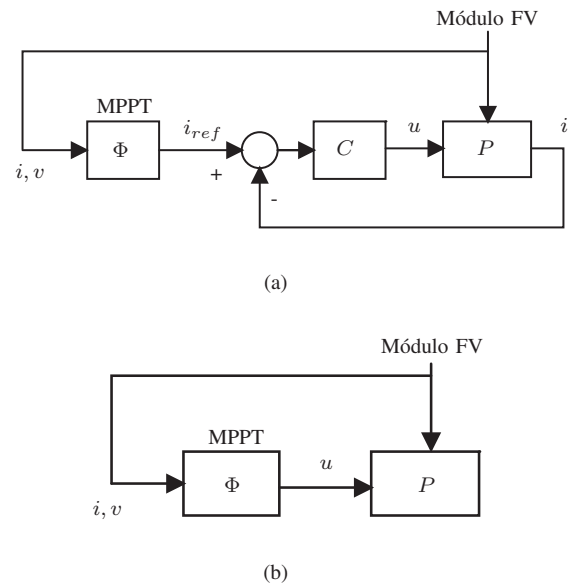 Módulo FV
MPPT
Φ
i, v
i_ref
+
-
C
u
P
i
(a)
Módulo FV
MPPT
Φ
i, v
u
P
(b)